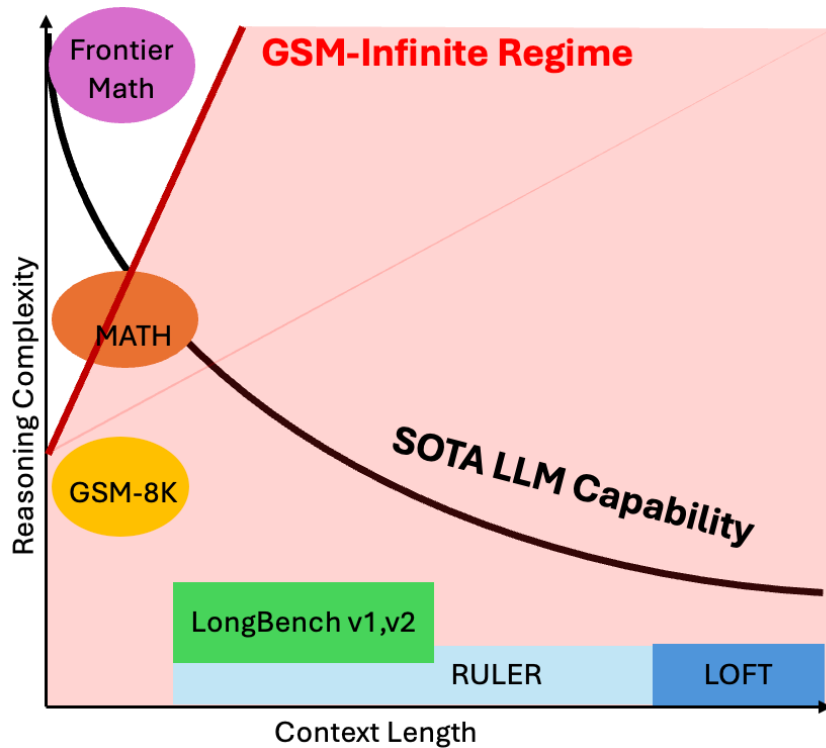 Frontier
Math
GSM-Infinite Regime
Reasoning Complexity
MATH
GSM-8K
SOTA LLM Capability
LongBench v1,v2
RULER
LOFT
Context Length